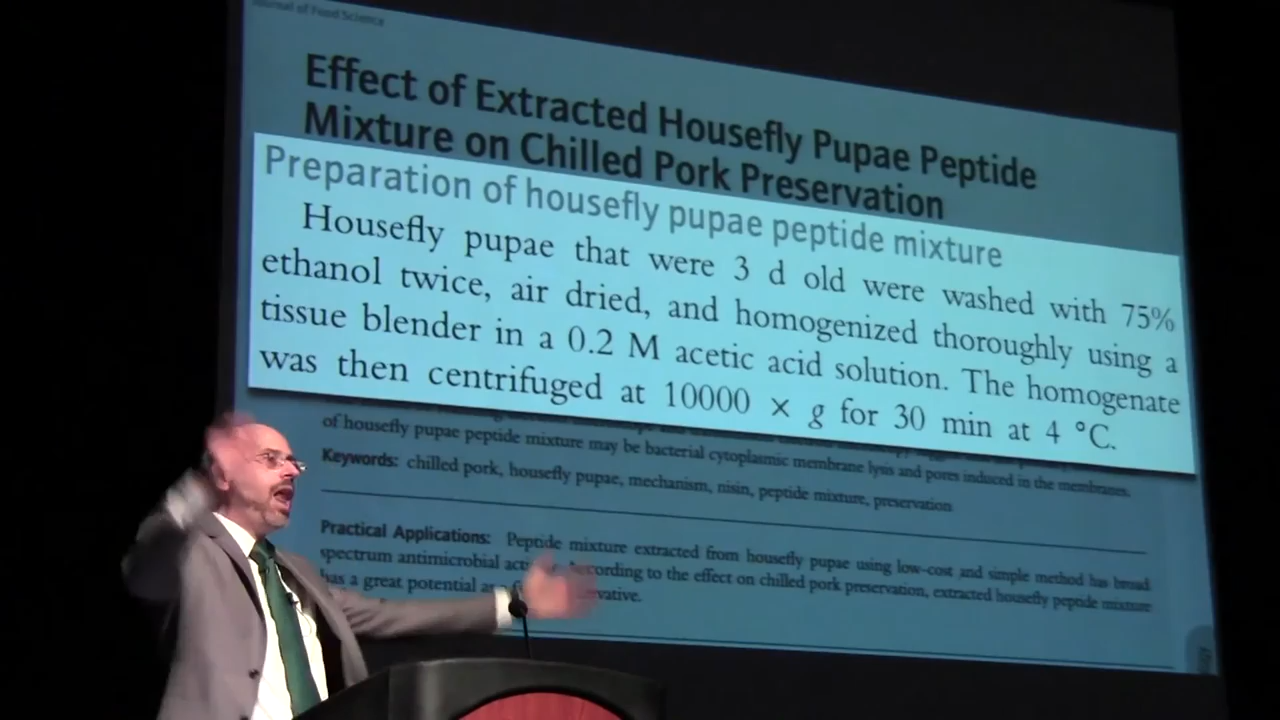 Journal of Food Science
Effect of Extracted Housefly Pupae Peptide
Mixture on Chilled Pork Preservation
Preparation of housefly pupae peptide mixture
Housefly pupae that were 3 d old were washed with 75%
ethanol twice, air dried, and homogenized thoroughly using a
tissue blender in a 0.2 M acetic acid solution. The homogenate
was then centrifuged at 10000 × g for 30 min at 4 °C.
of housefly pupae peptide mixture may be bacterial cytoplasmic membrane lysis and pores induced in the membranes.
Keywords: chilled pork, housefly pupae, mechanism, nisin, peptide mixture, preservation
Practical Applications: Peptide mixture extracted from housefly pupae using low-cost and simple method has broad
spectrum antimicrobial According to the effect on chilled pork preservation, extracted housefly peptide mixture
has a great potential as